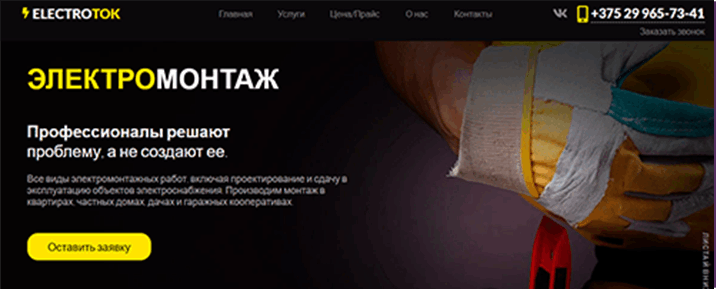 ELECTROTOK
Главная Услуги Цена/Прайс О нас Контакты
+375 29 965-73-41
Заказать звонок
ЭЛЕКТРОМОНТАЖ
Профессионалы решают
проблему, а не создают ее.
Все виды электромонтажных работ, включая проектирование и сдачу в
эксплуатацию объектов электроснабжения. Производим монтаж в
квартирах, частных домах, дачах и гаражных кооперативах.
Оставить заявку
ЛИСТАЙ ВНИЗ